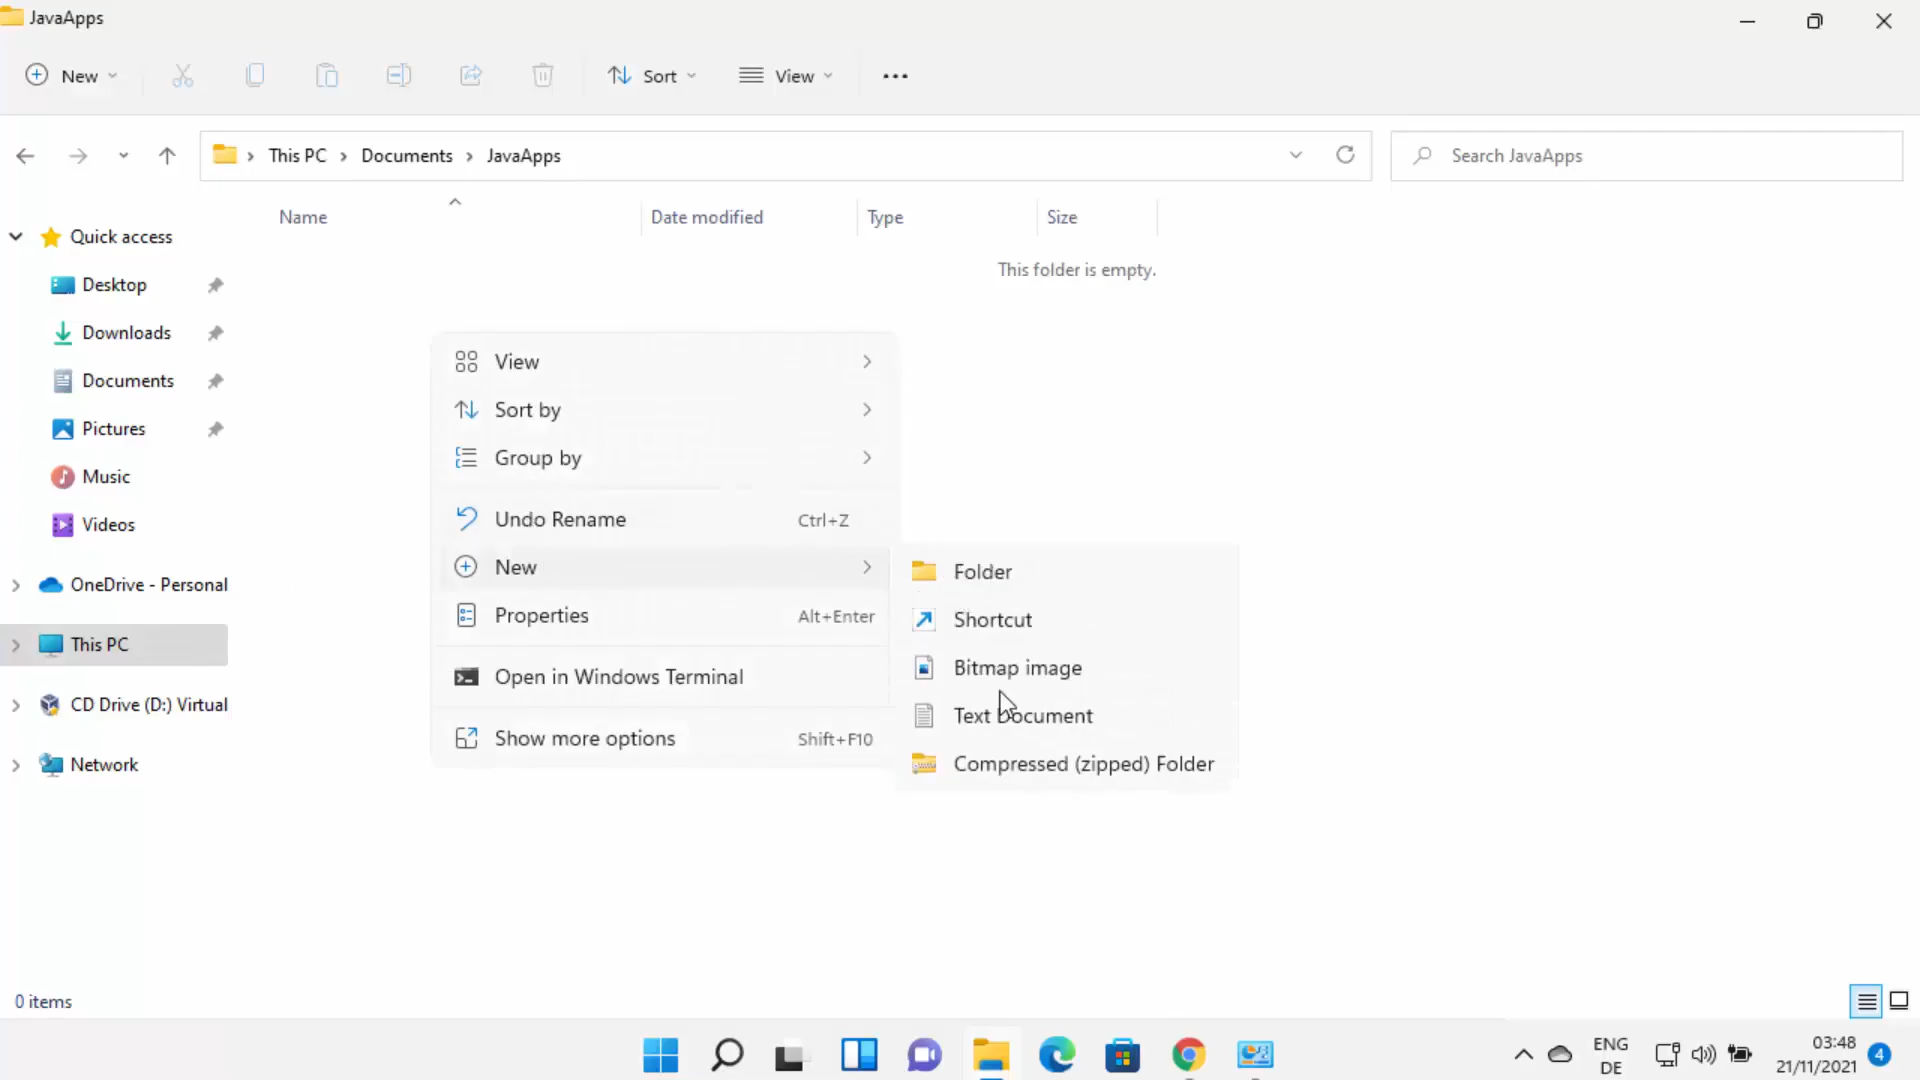 JavaApps
New
Sort
View
This PC
Documents
JavaApps
Search JavaApps
Name
Date modified
Type
Size
This folder is empty.
Quick access
Desktop
Downloads
Documents
Pictures
Music
Videos
OneDrive - Personal
This PC
CD Drive (D:) Virtual
Network
View
Sort by
Group by
Undo Rename Ctrl+Z
New
Properties Alt+Enter
Open in Windows Terminal
Show more options Shift+F10
Folder
Shortcut
Bitmap image
Text Document
Compressed (zipped) Folder
0 items
ENG
DE
03:48
21/11/2021
4